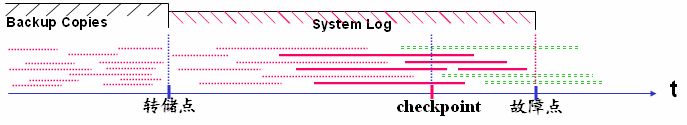 Backup Copies
System Log
t
转储点
checkpoint
故障点